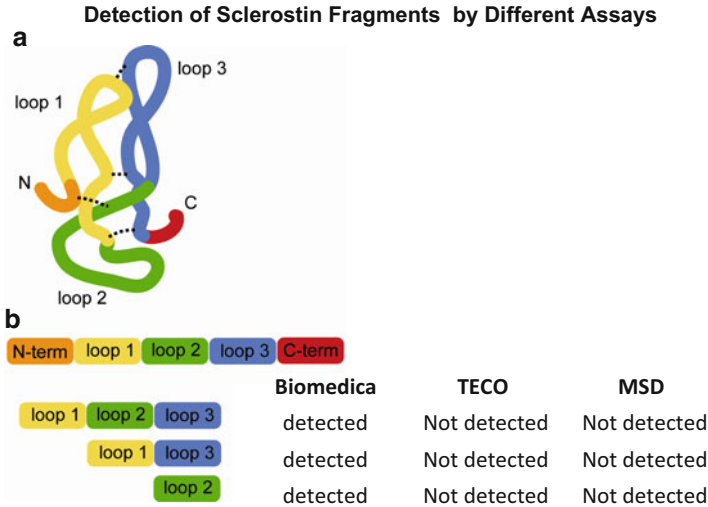 Detection of Sclerostin Fragments by Different Assays
a
loop 3
loop 1
N
C
loop 2
b
N-term loop 1 loop 2 loop 3 C-term
Biomedica TECO MSD
loop 1 loop 2 loop 3 detected Not detected Not detected
loop 1 loop 3 detected Not detected Not detected
loop 2 detected Not detected Not detected